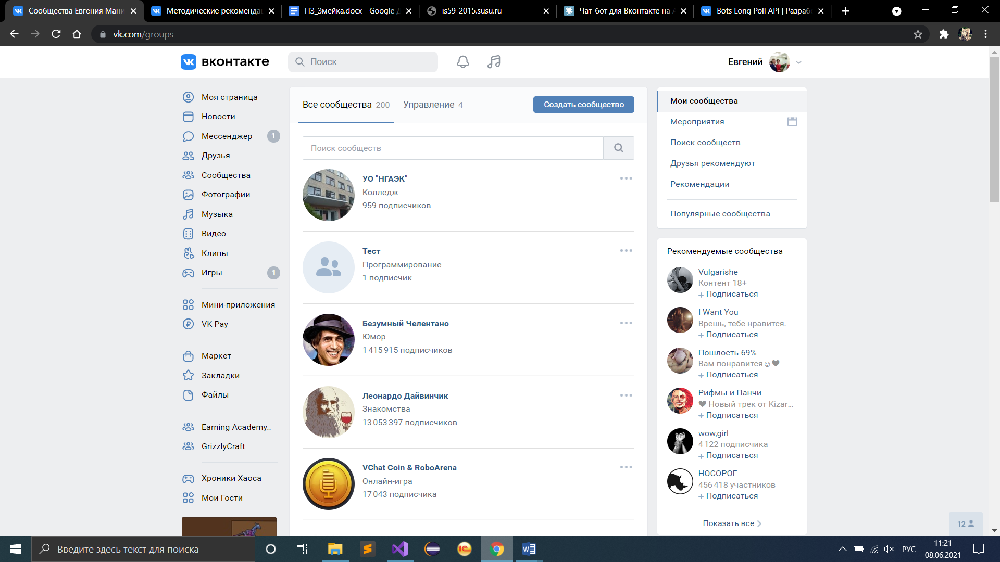 Сообщества Евгения Мани
Методические рекоменда
ПЗ_Змейка.docx - Google Д
is59-2015.susu.ru
Чат-бот для Вконтакте на A
Bots Long Poll API | Разраб
vk.com/groups
вконтакте
Поиск
Евгений
Моя страница
Новости
Мессенджер 1
Друзья
Сообщества
Фотографии
Музыка
Видео
Клипы
Игры 1
Мини-приложения
VK Pay
Маркет
Закладки
Файлы
Earning Academy..
GrizzlyCraft
Хроники Хаоса
Мои Гости
Все сообщества 200
Управление 4
Создать сообщество
Поиск сообществ
УО "НГАЭК"
Колледж
959 подписчиков
Тест
Программирование
1 подписчик
Безумный Челентано
Юмор
1 415 915 подписчиков
Леонардо Дайвинчик
Знакомства
13 053 397 подписчиков
VChat Coin & RoboArena
Онлайн-игра
17 043 подписчика
Мои сообщества
Мероприятия
Поиск сообществ
Друзья рекомендуют
Рекомендации
Популярные сообщества
Рекомендуемые сообщества
Vulgarishe
Контент 18+
+ Подписаться
I Want You
Врешь, тебе нравится.
+ Подписаться
Пошлость 69%
Вам понравится☺♥
+ Подписаться
Рифмы и Панчи
♥ Новый трек от Kizar...
+ Подписаться
wow,girl
4 122 подписчика
+ Подписаться
НОСОРОГ
456 418 участников
+ Подписаться
Показать все
12
Введите здесь текст для поиска
РУС
11:21
08.06.2021